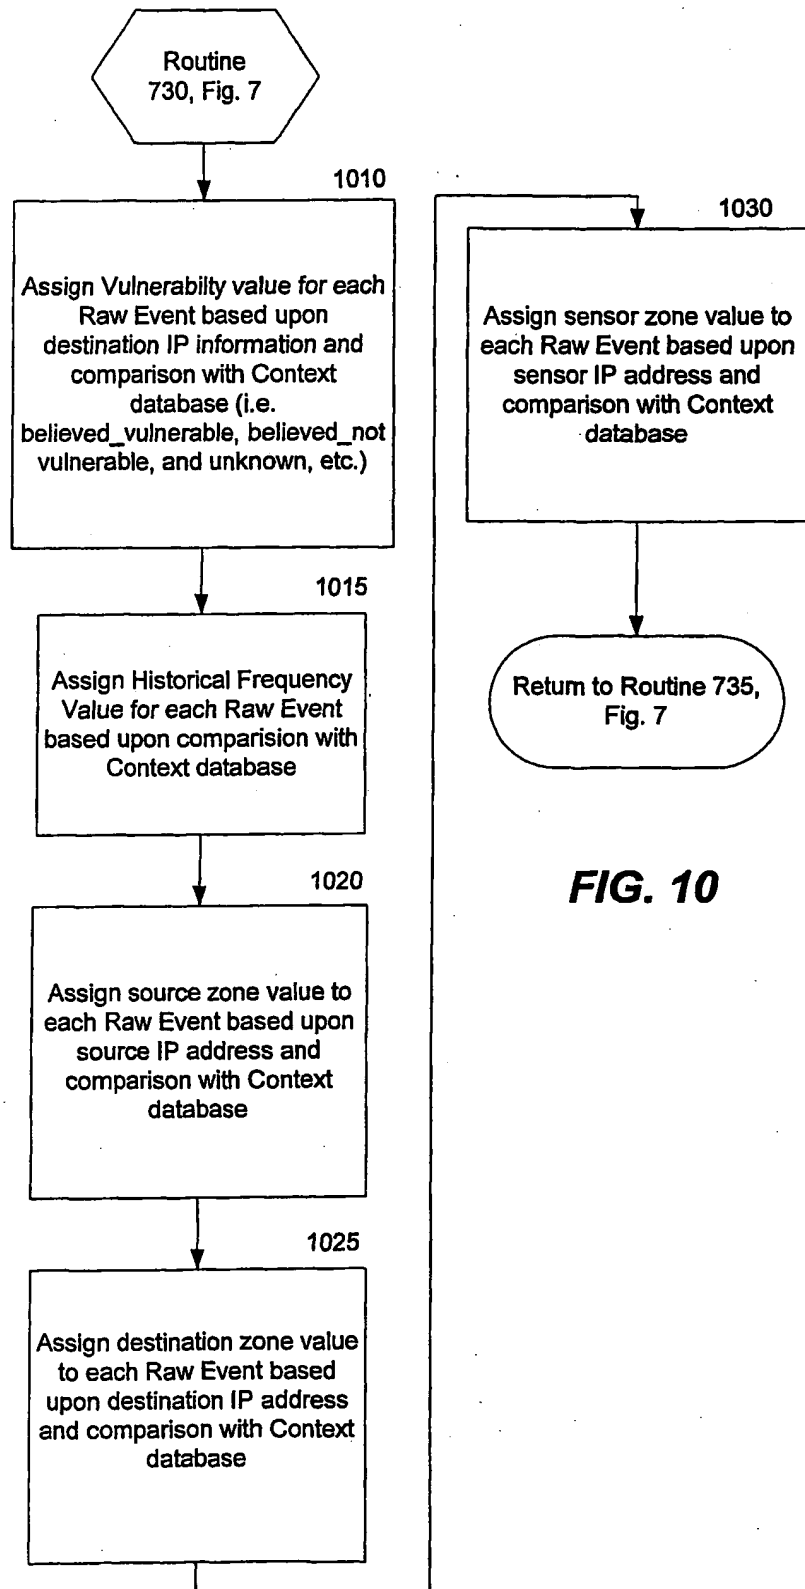 Routine
730, Fig. 7
1010
Assign Vulnerabilty value for each
Raw Event based upon
destination IP information and
comparison with Context
database (i.e.
believed_vulnerable, believed_not
vulnerable, and unknown, etc.)
1015
Assign Historical Frequency
Value for each Raw Event
based upon comparision with
Context database
1020
Assign source zone value to
each Raw Event based upon
source IP address and
comparison with Context
database
1025
Assign destination zone value
to each Raw Event based
upon destination IP address
and comparison with Context
database
1030
Assign sensor zone value to
each Raw Event based upon
sensor IP address and
comparison with Context
database
Return to Routine 735,
Fig. 7
FIG. 10